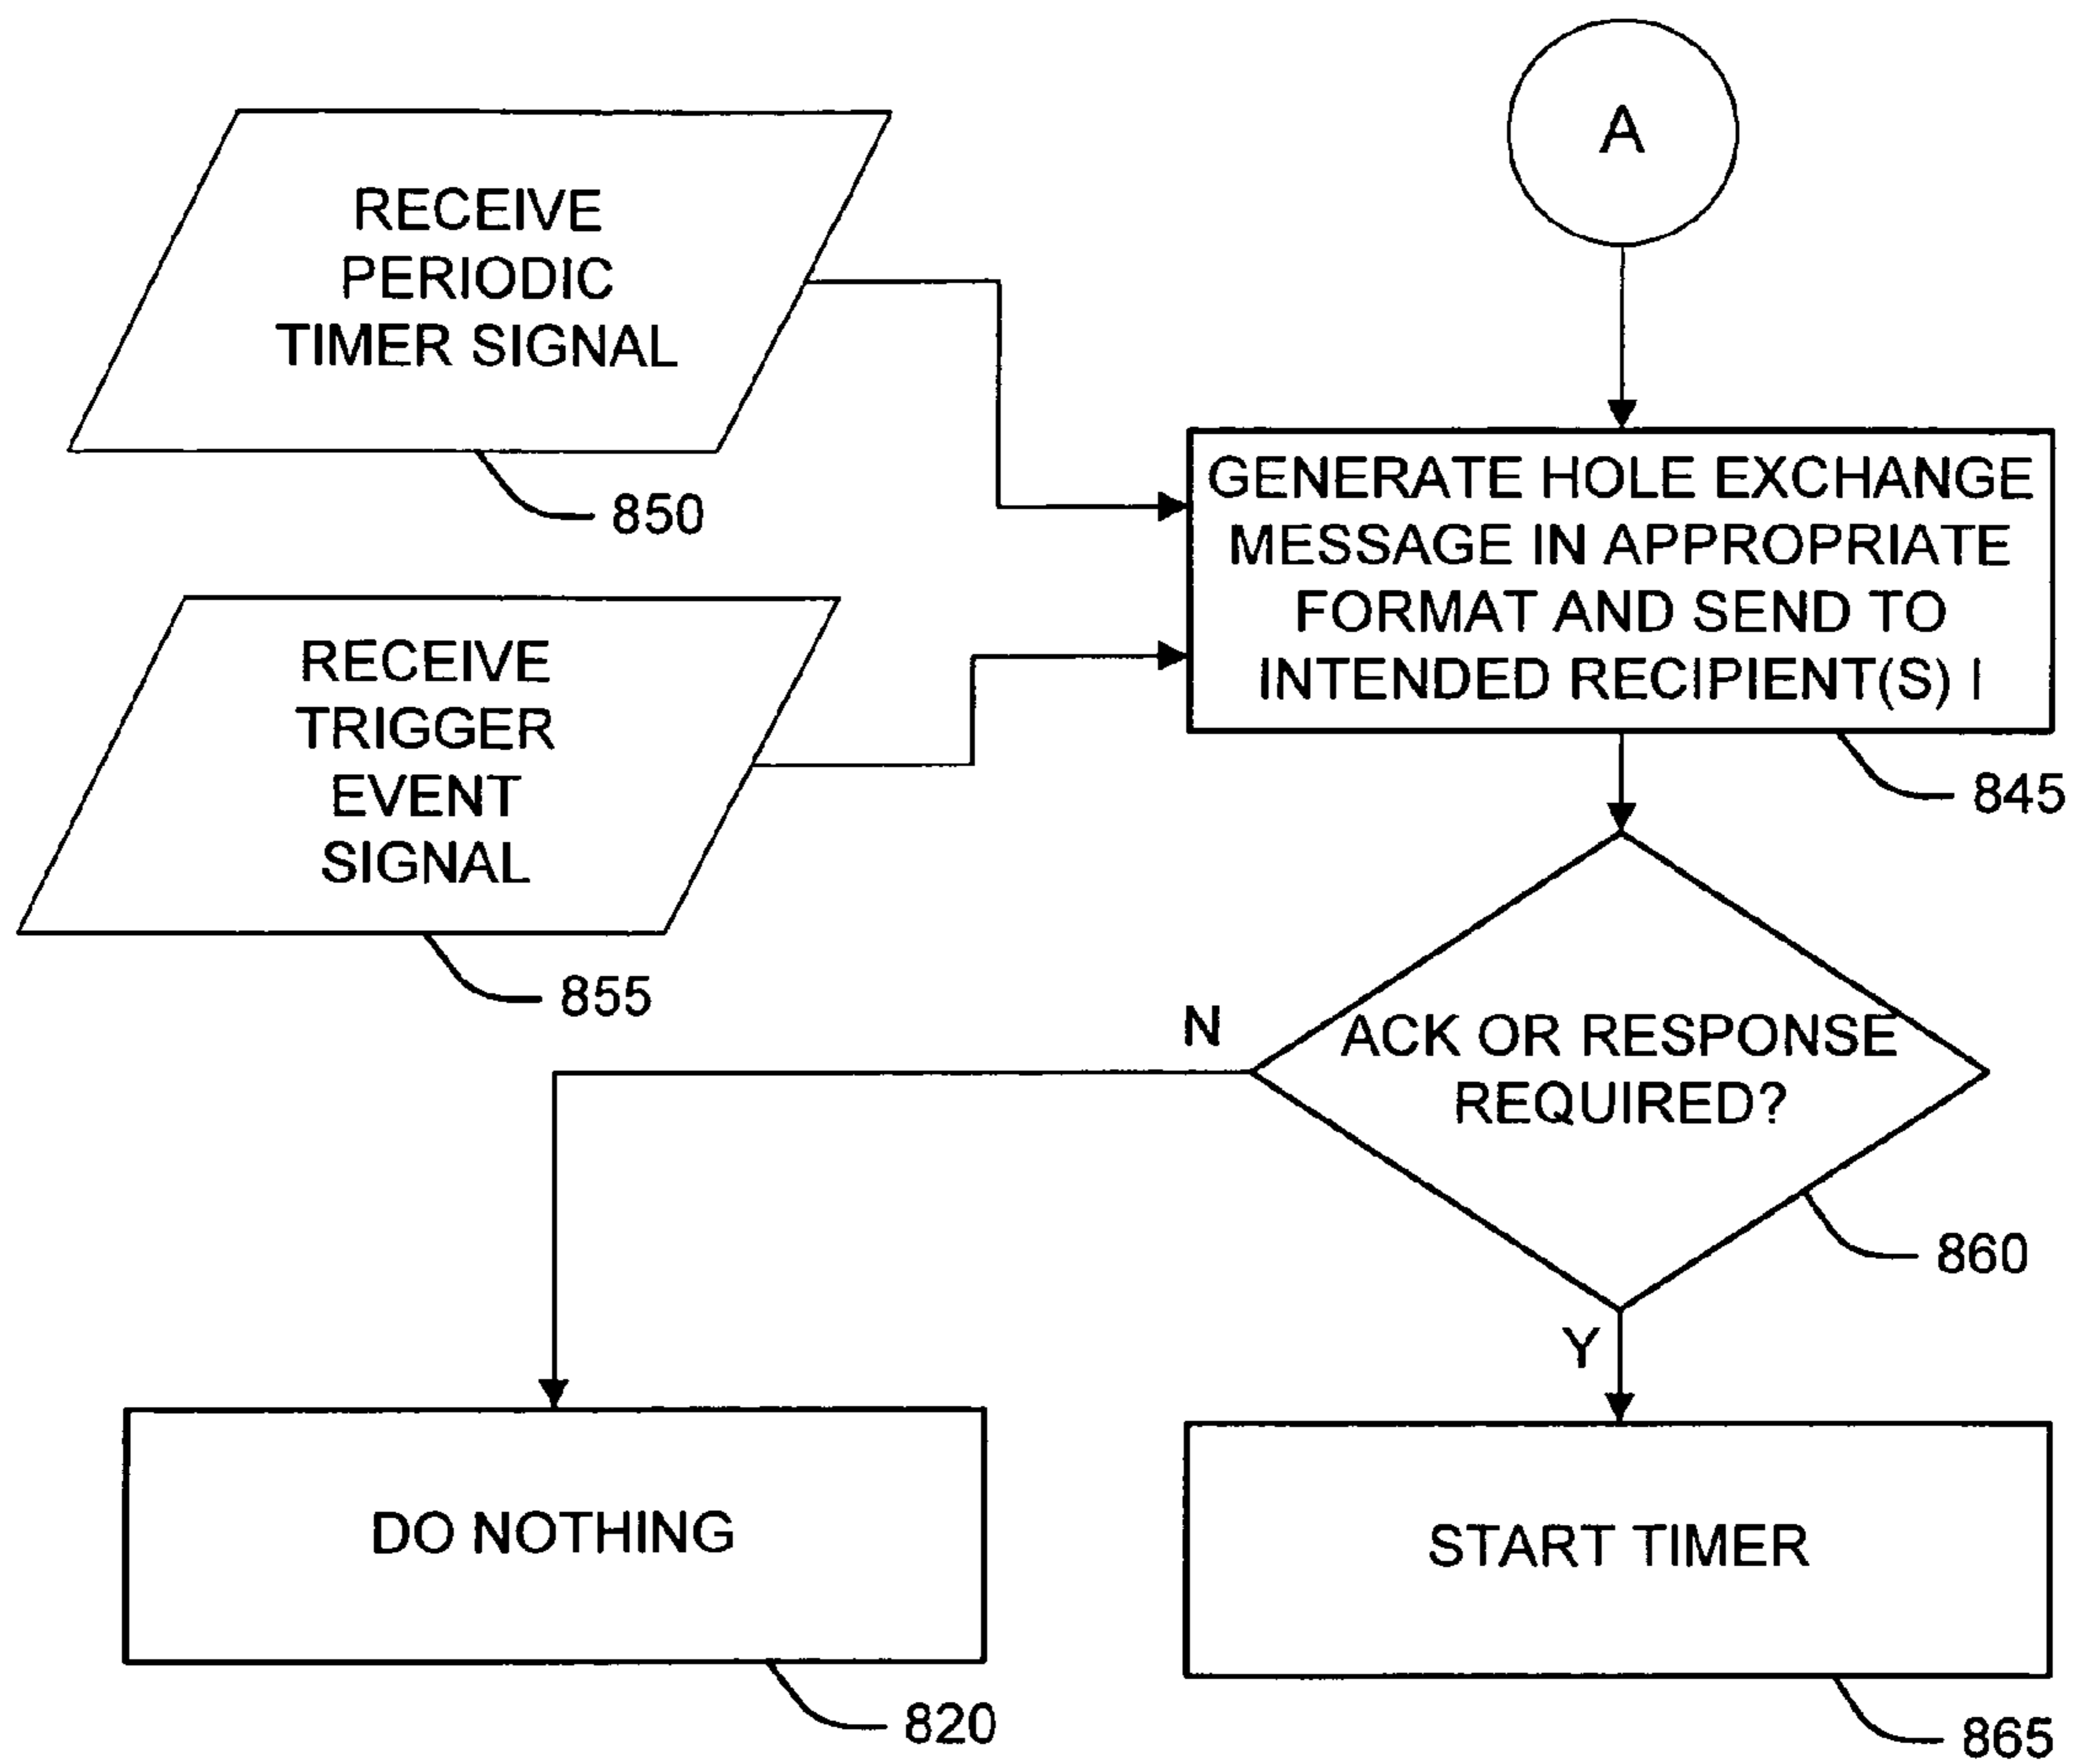 A
RECEIVE
PERIODIC
TIMER SIGNAL
850
GENERATE HOLE EXCHANGE
MESSAGE IN APPROPRIATE
FORMAT AND SEND TO
INTENDED RECIPIENT(S) I
845
RECEIVE
TRIGGER
EVENT
SIGNAL
855
N
ACK OR RESPONSE
REQUIRED?
860
Y
DO NOTHING
820
START TIMER
865